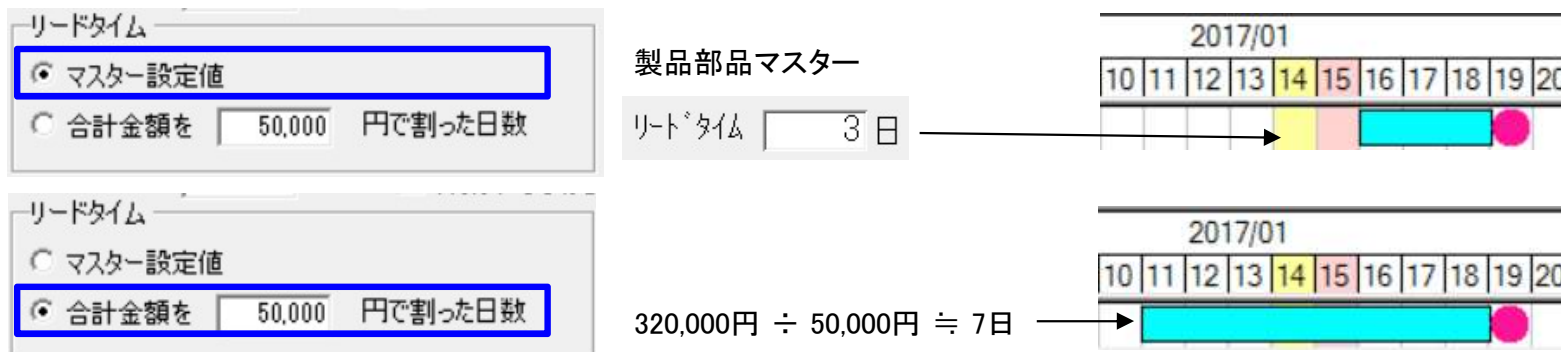 リードタイム
マスター設定値
合計金額を 50,000 円で割った日数
製品部品マスター
リードタイム 3 日
2017/01
10 11 12 13 14 15 16 17 18 19 20
リードタイム
マスター設定値
合計金額を 50,000 円で割った日数
320,000円 ÷ 50,000円 ≒ 7日
2017/01
10 11 12 13 14 15 16 17 18 19 20